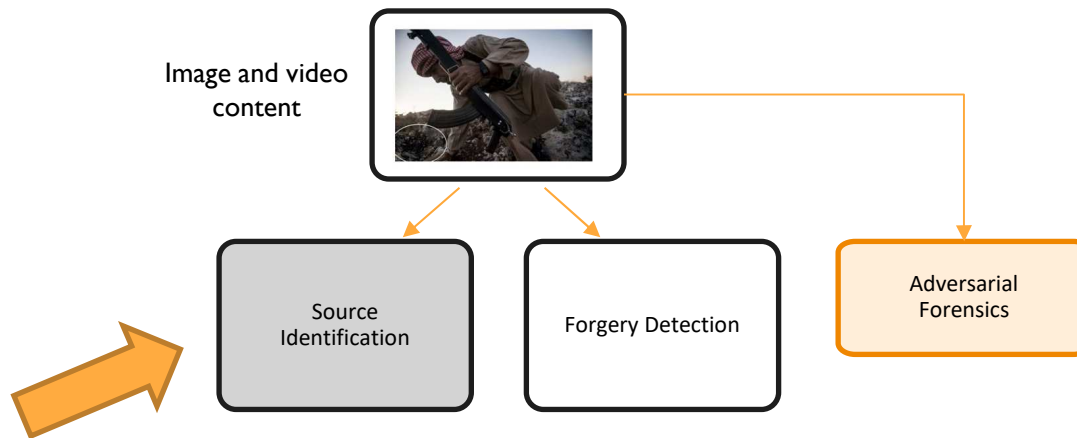 Image and video
content
Source
Identification
Forgery Detection
Adversarial
Forensics